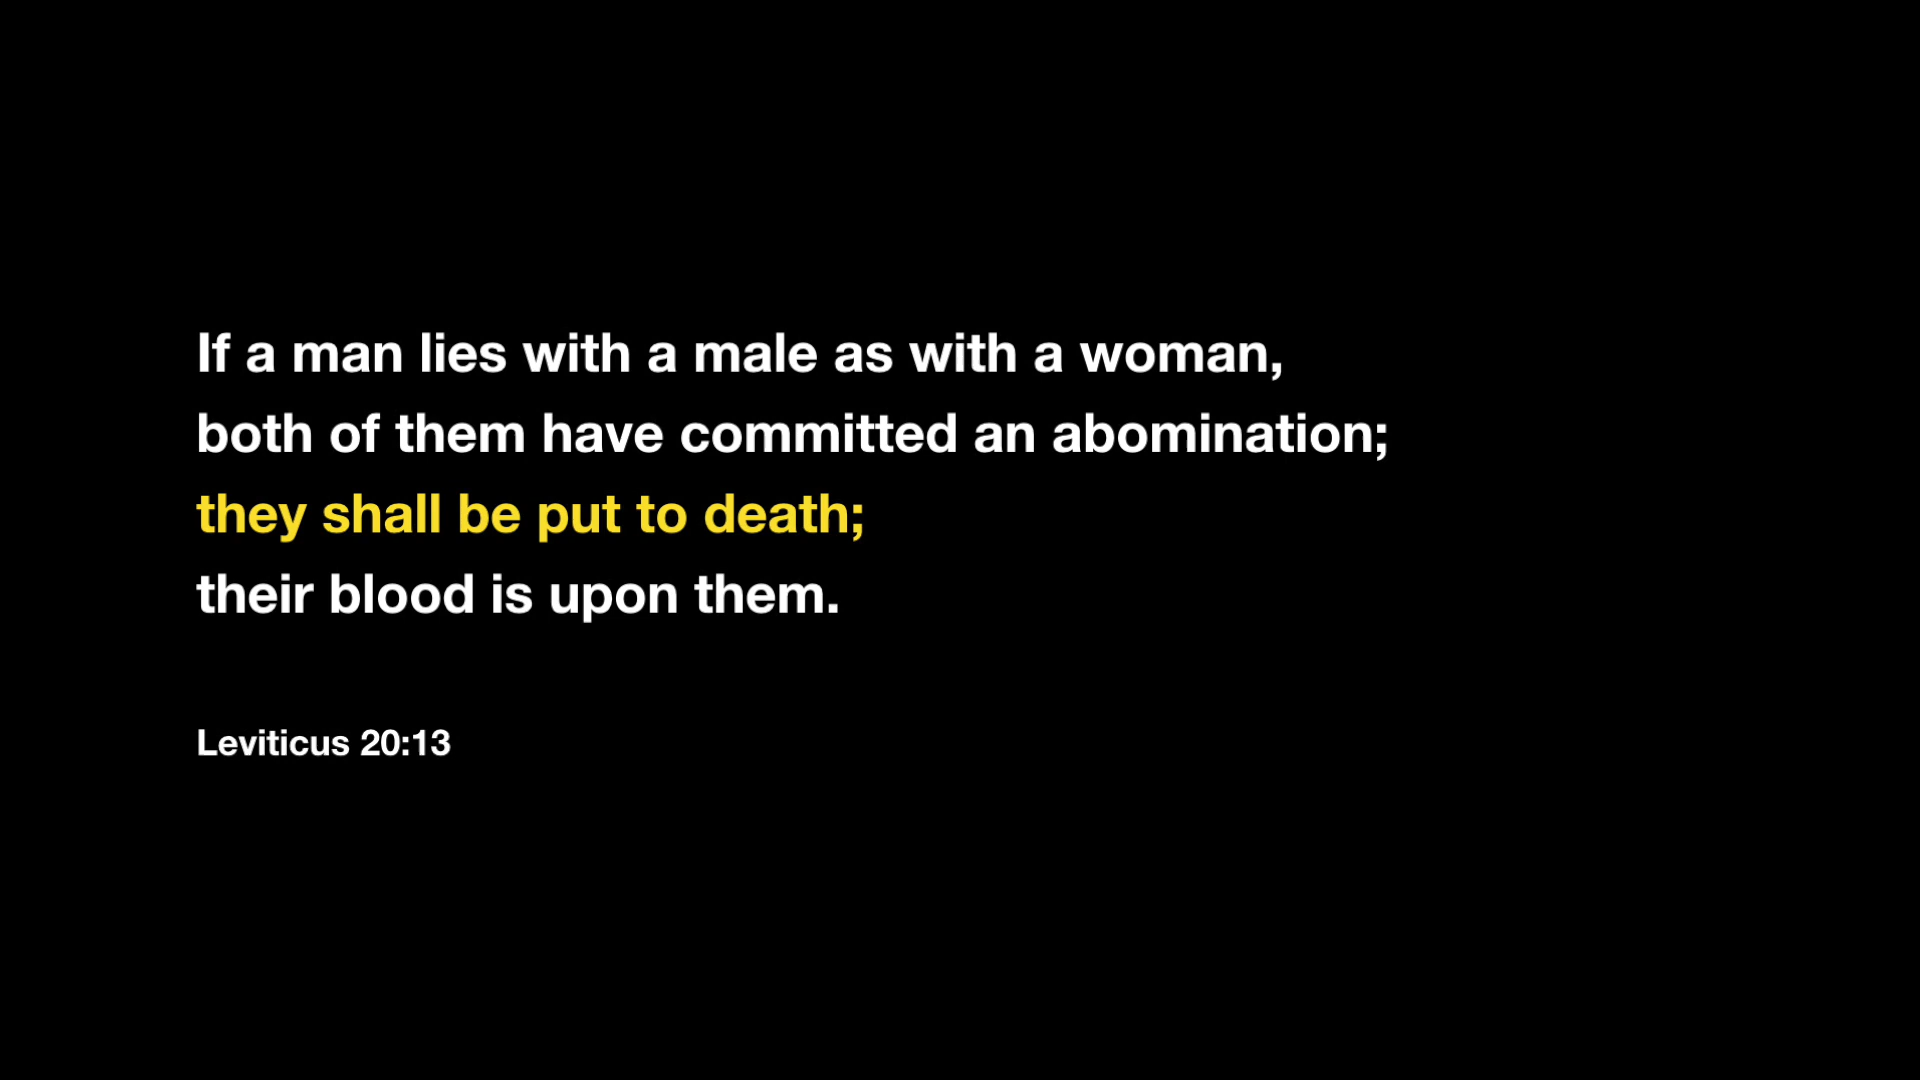 If a man lies with a male as with a woman,
both of them have committed an abomination;
they shall be put to death;
their blood is upon them.
Leviticus 20:13